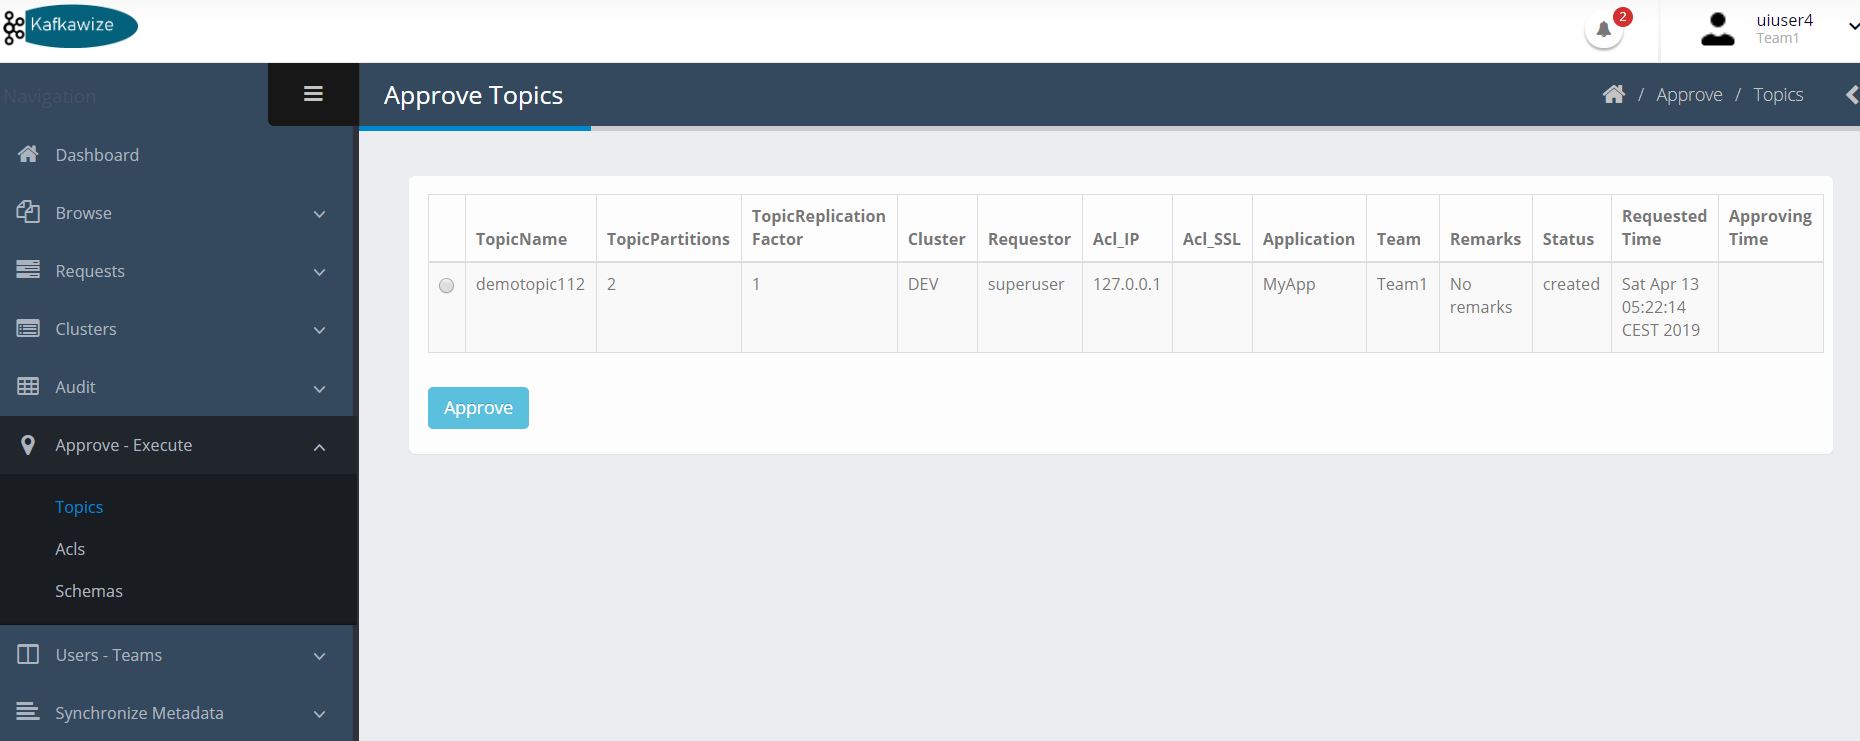 Kafkawize
2
uiuser4
Team1
Navigation
Approve Topics
/ Approve / Topics
Dashboard
Browse
Requests
Clusters
Audit
Approve - Execute
Topics
Acls
Schemas
Users - Teams
Synchronize Metadata
TopicName TopicPartitions TopicReplication Factor Cluster Requestor Acl_IP Acl_SSL Application Team Remarks Status Requested Time Approving Time
demotopic112 2 1 DEV superuser 127.0.0.1 MyApp Team1 No remarks created Sat Apr 13 05:22:14 CEST 2019
Approve